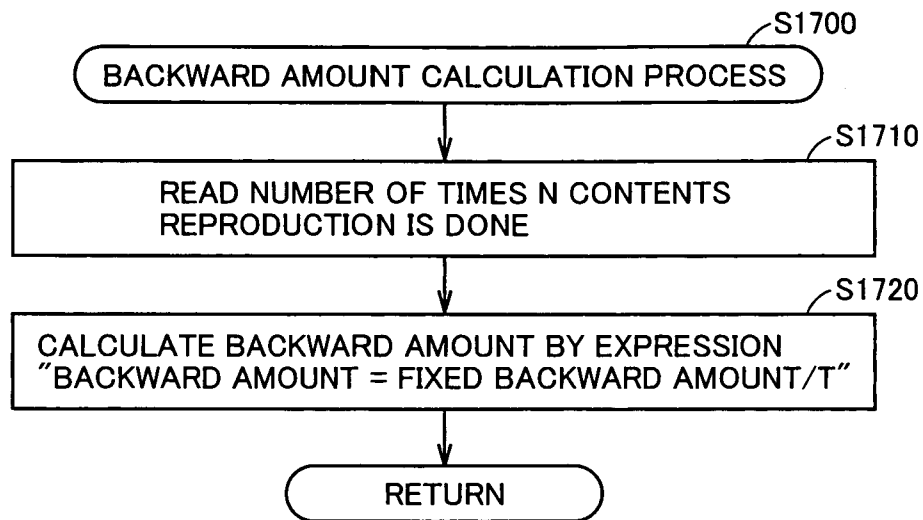 S1700
BACKWARD AMOUNT CALCULATION PROCESS
S1710
READ NUMBER OF TIMES N CONTENTS
REPRODUCTION IS DONE
S1720
CALCULATE BACKWARD AMOUNT BY EXPRESSION
"BACKWARD AMOUNT = FIXED BACKWARD AMOUNT/T"
RETURN